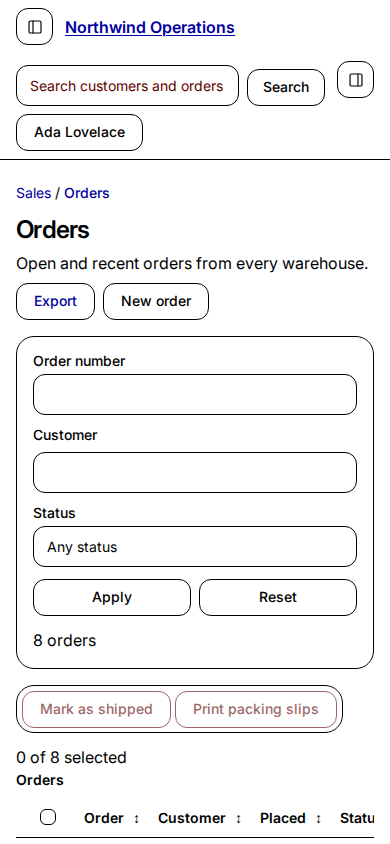 Northwind Operations
Search customers and orders Search
Ada Lovelace
Sales / Orders
Orders
Open and recent orders from every warehouse.
Export New order
Order number
Customer
Status
Any status
Apply Reset
8 orders
Mark as shipped Print packing slips
0 of 8 selected
Orders
Order ↕ Customer ↕ Placed ↕ Statu